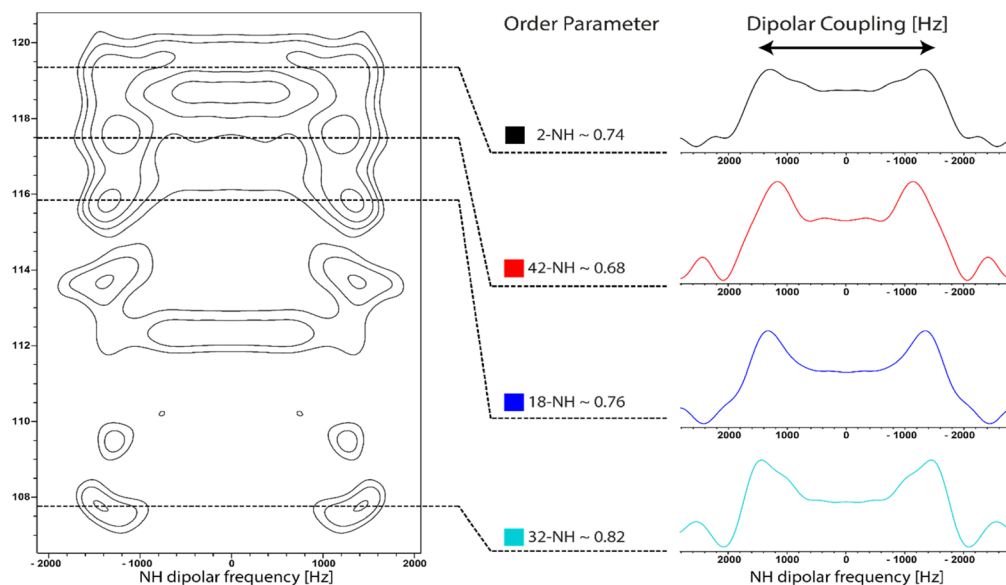 Order Parameter
Dipolar Coupling [Hz]
120
118
116
114
112
110
108
- 2000 - 1000 0 1000 2000
NH dipolar frequency [Hz]
2-NH ~ 0.74
2000 1000 0 - 1000 - 2000
42-NH ~ 0.68
2000 1000 0 - 1000 - 2000
18-NH ~ 0.76
2000 1000 0 - 1000 - 2000
32-NH ~ 0.82
2000 1000 0 - 1000 - 2000
NH dipolar frequency [Hz]